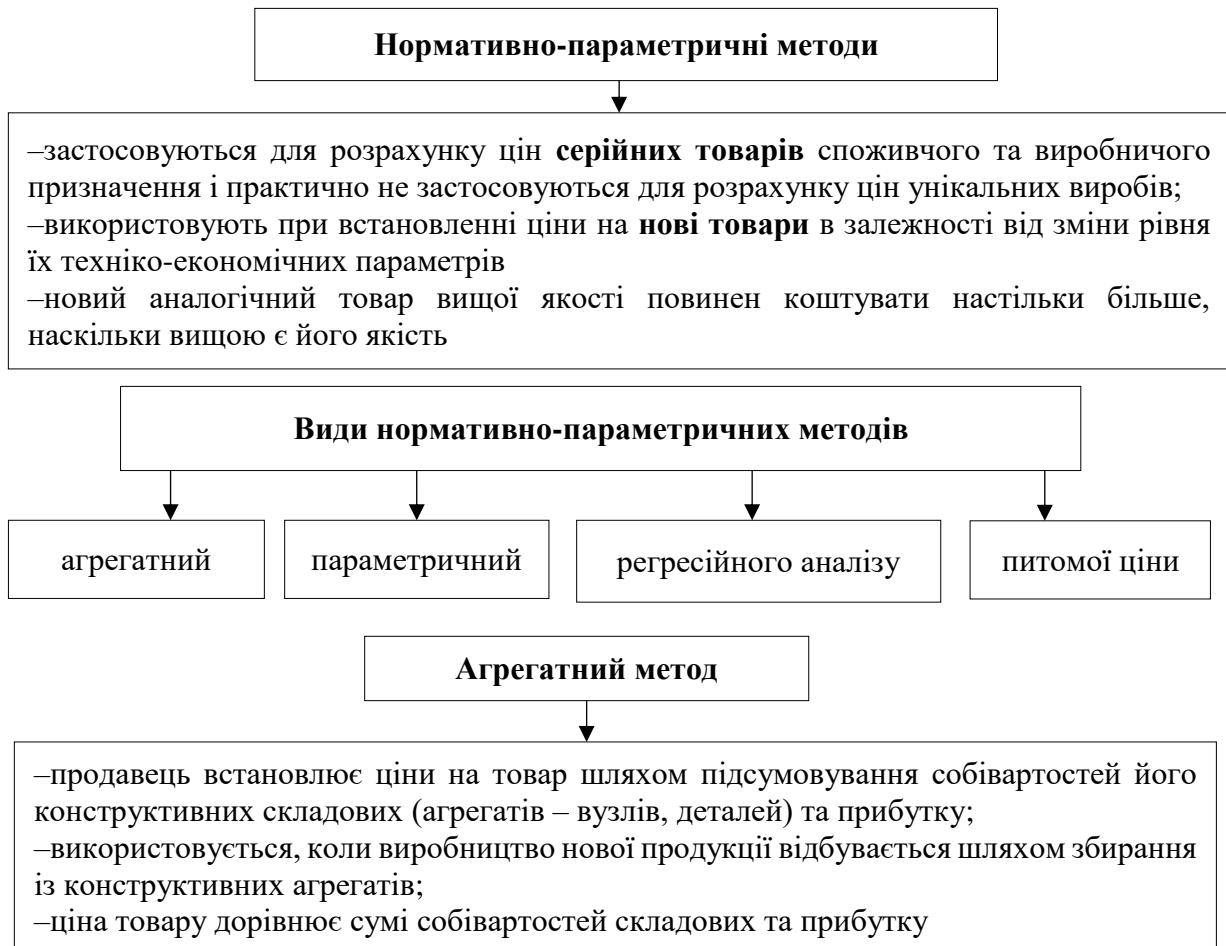 Нормативно-параметричні методи
–застосовуються для розрахунку цін серійних товарів споживчого та виробничого
призначення і практично не застосовуються для розрахунку цін унікальних виробів;
–використовують при встановленні ціни на нові товари в залежності від зміни рівня
їх техніко-економічних параметрів
–новий аналогічний товар вищої якості повинен коштувати настільки більше,
наскільки вищою є його якість
Види нормативно-параметричних методів
агрегатний
параметричний
регресійного аналізу
питомої ціни
Агрегатний метод
–продавець встановлює ціни на товар шляхом підсумовування собівартостей його
конструктивних складових (агрегатів – вузлів, деталей) та прибутку;
–використовується, коли виробництво нової продукції відбувається шляхом збирання
із конструктивних агрегатів;
–ціна товару дорівнює сумі собівартостей складових та прибутку